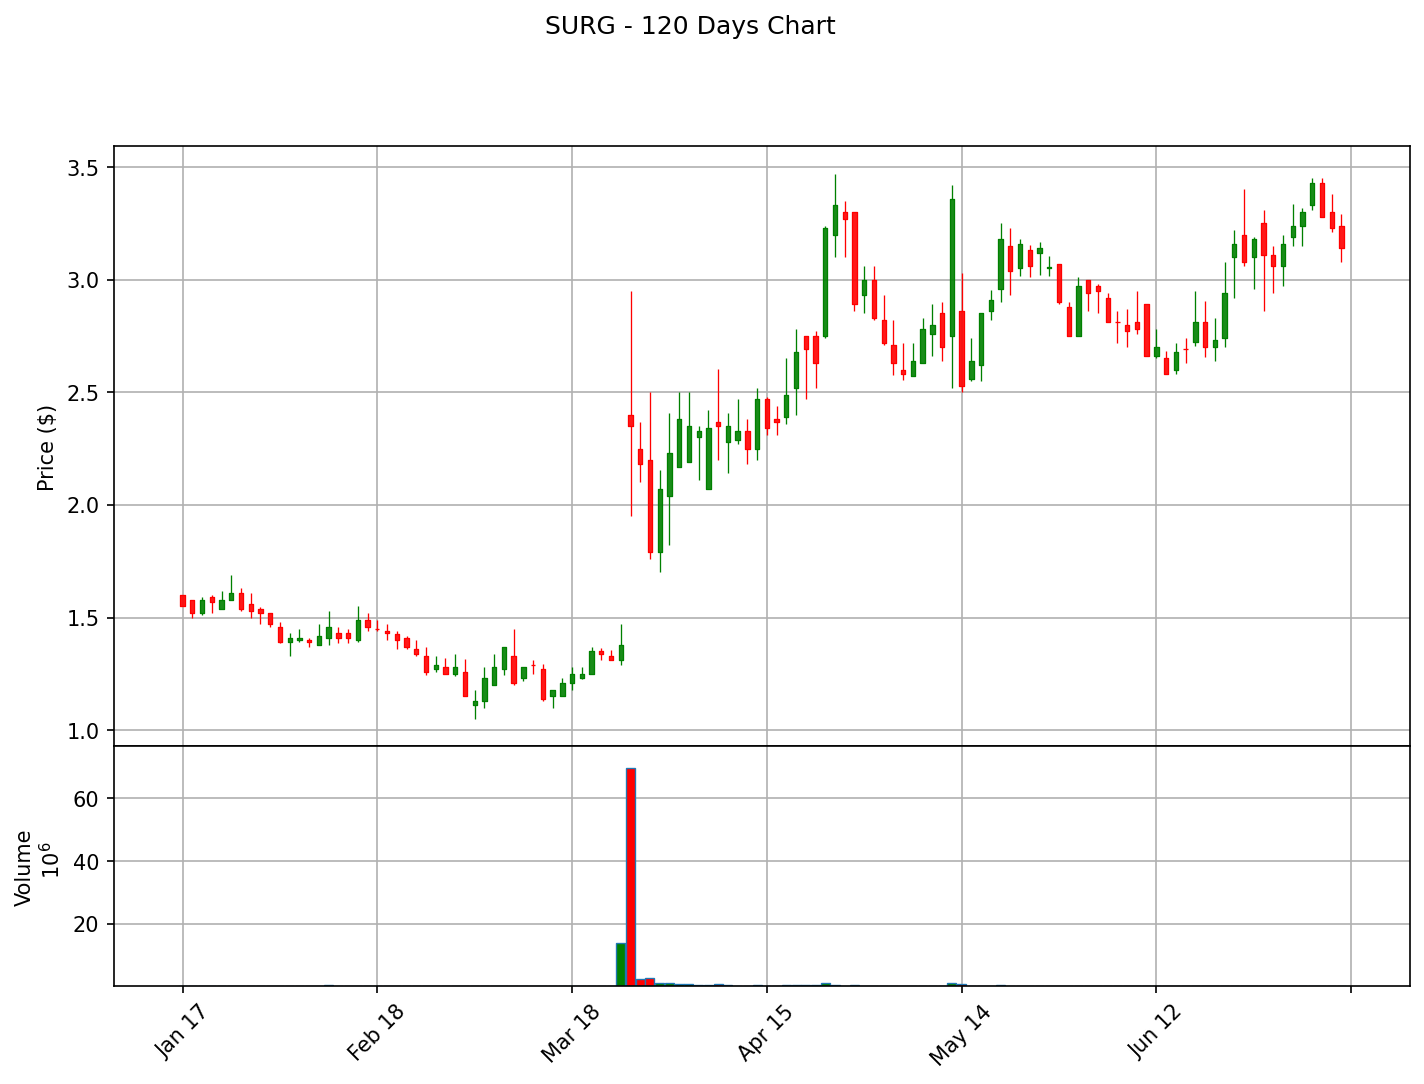 SURG - 120 Days Chart
3.5
3.0
2.5
2.0
1.5
1.0
Price ($)
60
40
20
Volume
10⁶
Jan 17
Feb 18
Mar 18
Apr 15
May 14
Jun 12